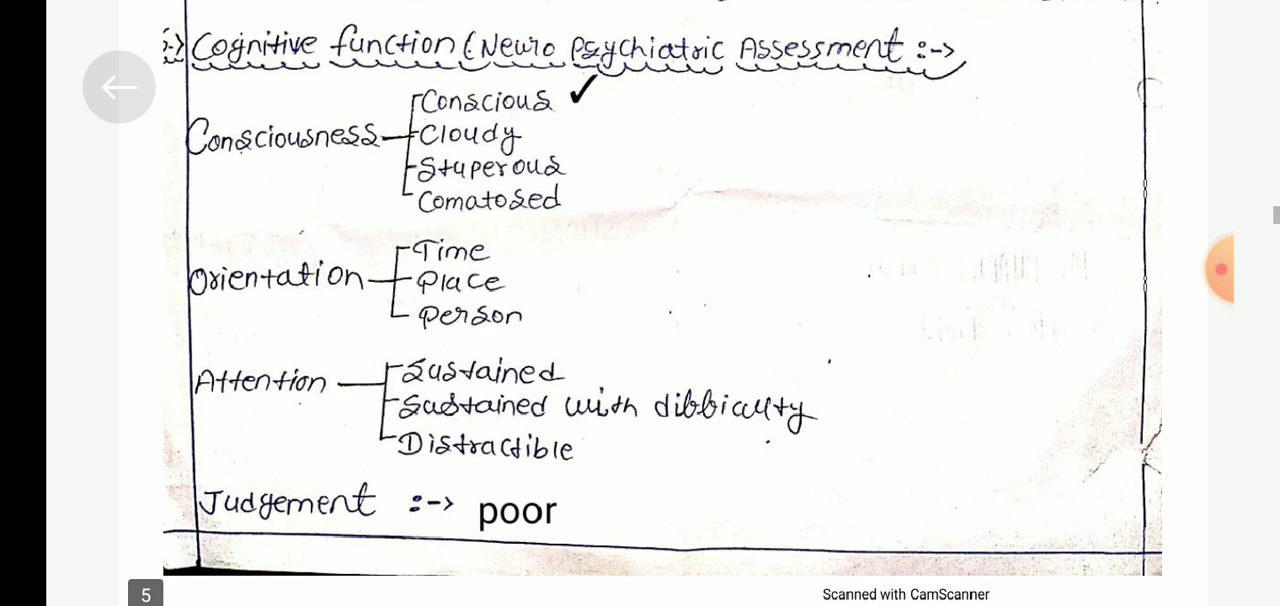 Cognitive function (Neuro Psychiatric Assessment :->
Consciousness
Conscious ✓
Cloudy
Stuperous
Comatosed
Orientation
Time
Place
Person
Attention
Sustained
Sustained with difficulty
Distractible
Judgement :-> poor
5
Scanned with CamScanner